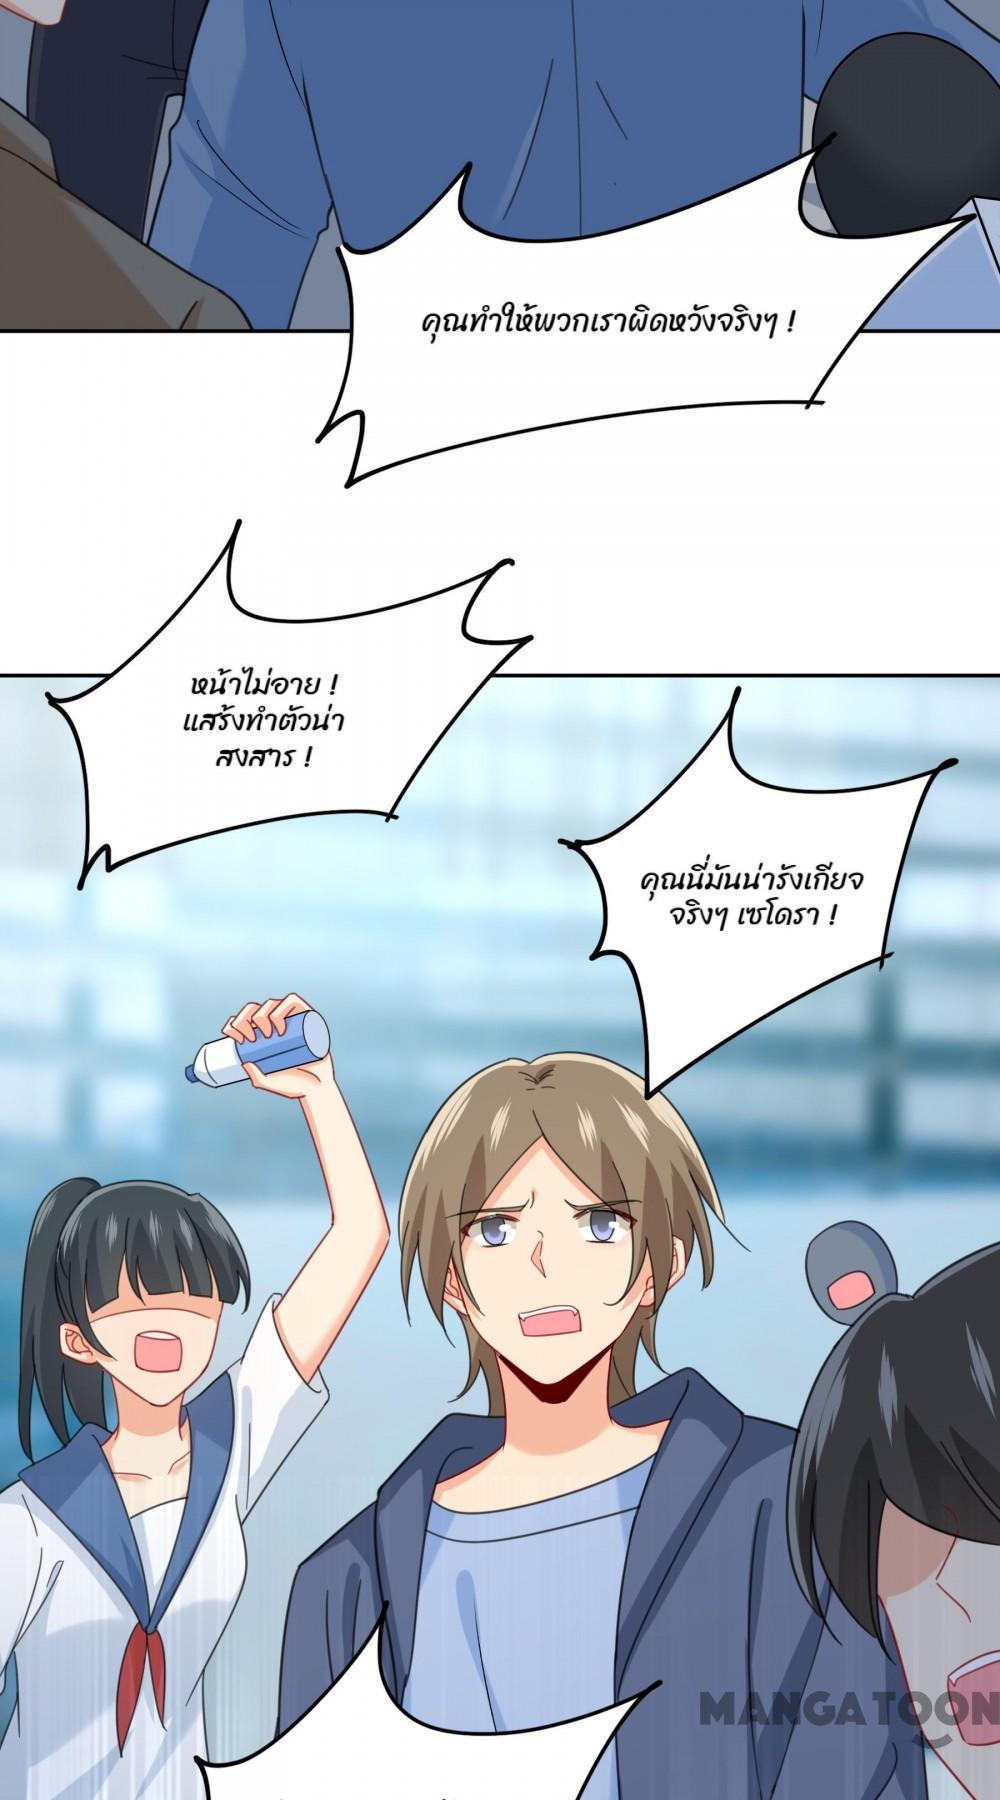 คุณทำให้พวกเราผิดหวังจริงๆ !
หน้าไม่อาย !
แสร้งทำตัวน่า
สงสาร !
คุณนี่มันน่ารังเกียจ
จริงๆ เซโดรา !
MANGATOON